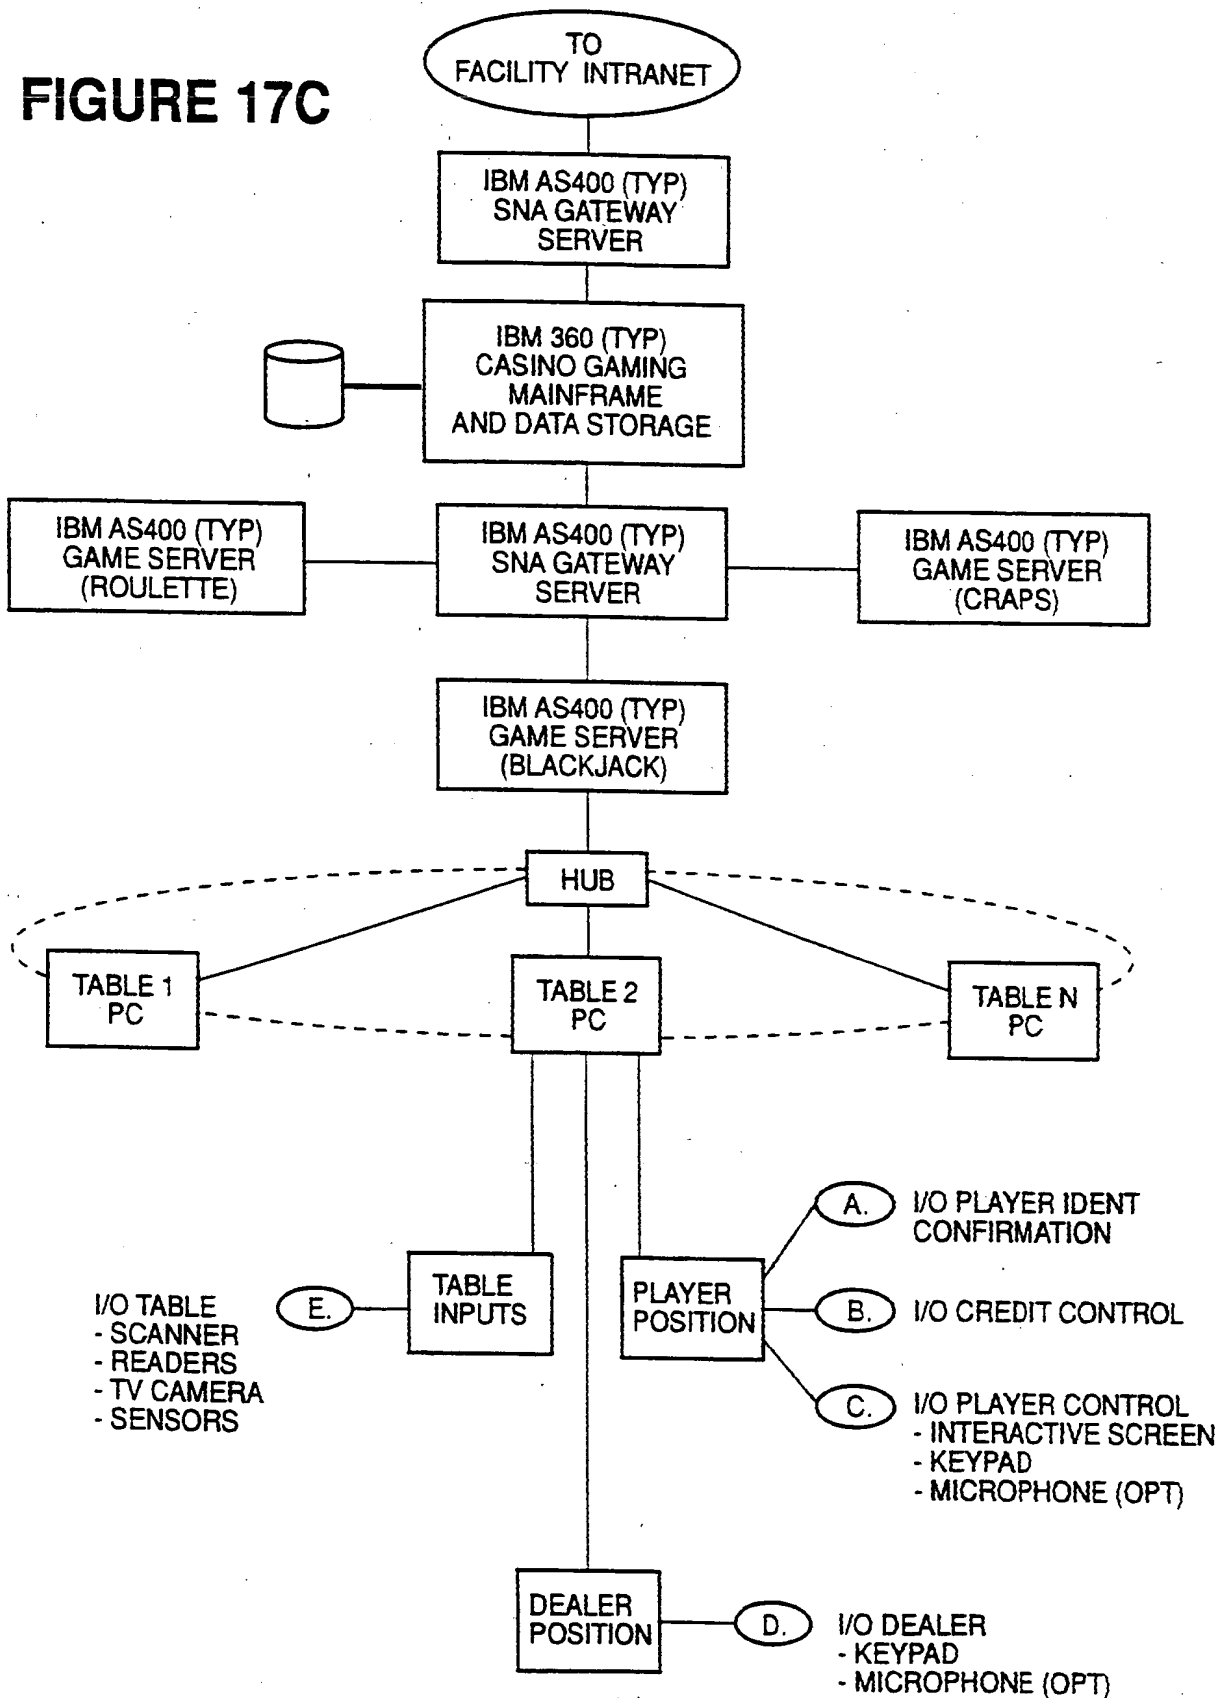 TO
FACILITY INTRANET
FIGURE 17C
IBM AS400 (TYP)
SNA GATEWAY
SERVER
IBM 360 (TYP)
CASINO GAMING
MAINFRAME
AND DATA STORAGE
IBM AS400 (TYP)
GAME SERVER
(ROULETTE)
IBM AS400 (TYP)
SNA GATEWAY
SERVER
IBM AS400 (TYP)
GAME SERVER
(CRAPS)
IBM AS400 (TYP)
GAME SERVER
(BLACKJACK)
HUB
TABLE 1
PC
TABLE 2
PC
TABLE N
PC
A.
I/O PLAYER IDENT
CONFIRMATION
I/O TABLE
- SCANNER
- READERS
- TV CAMERA
- SENSORS
E.
TABLE
INPUTS
PLAYER
POSITION
B.
I/O CREDIT CONTROL
C.
I/O PLAYER CONTROL
- INTERACTIVE SCREEN
- KEYPAD
- MICROPHONE (OPT)
DEALER
POSITION
D.
I/O DEALER
- KEYPAD
- MICROPHONE (OPT)